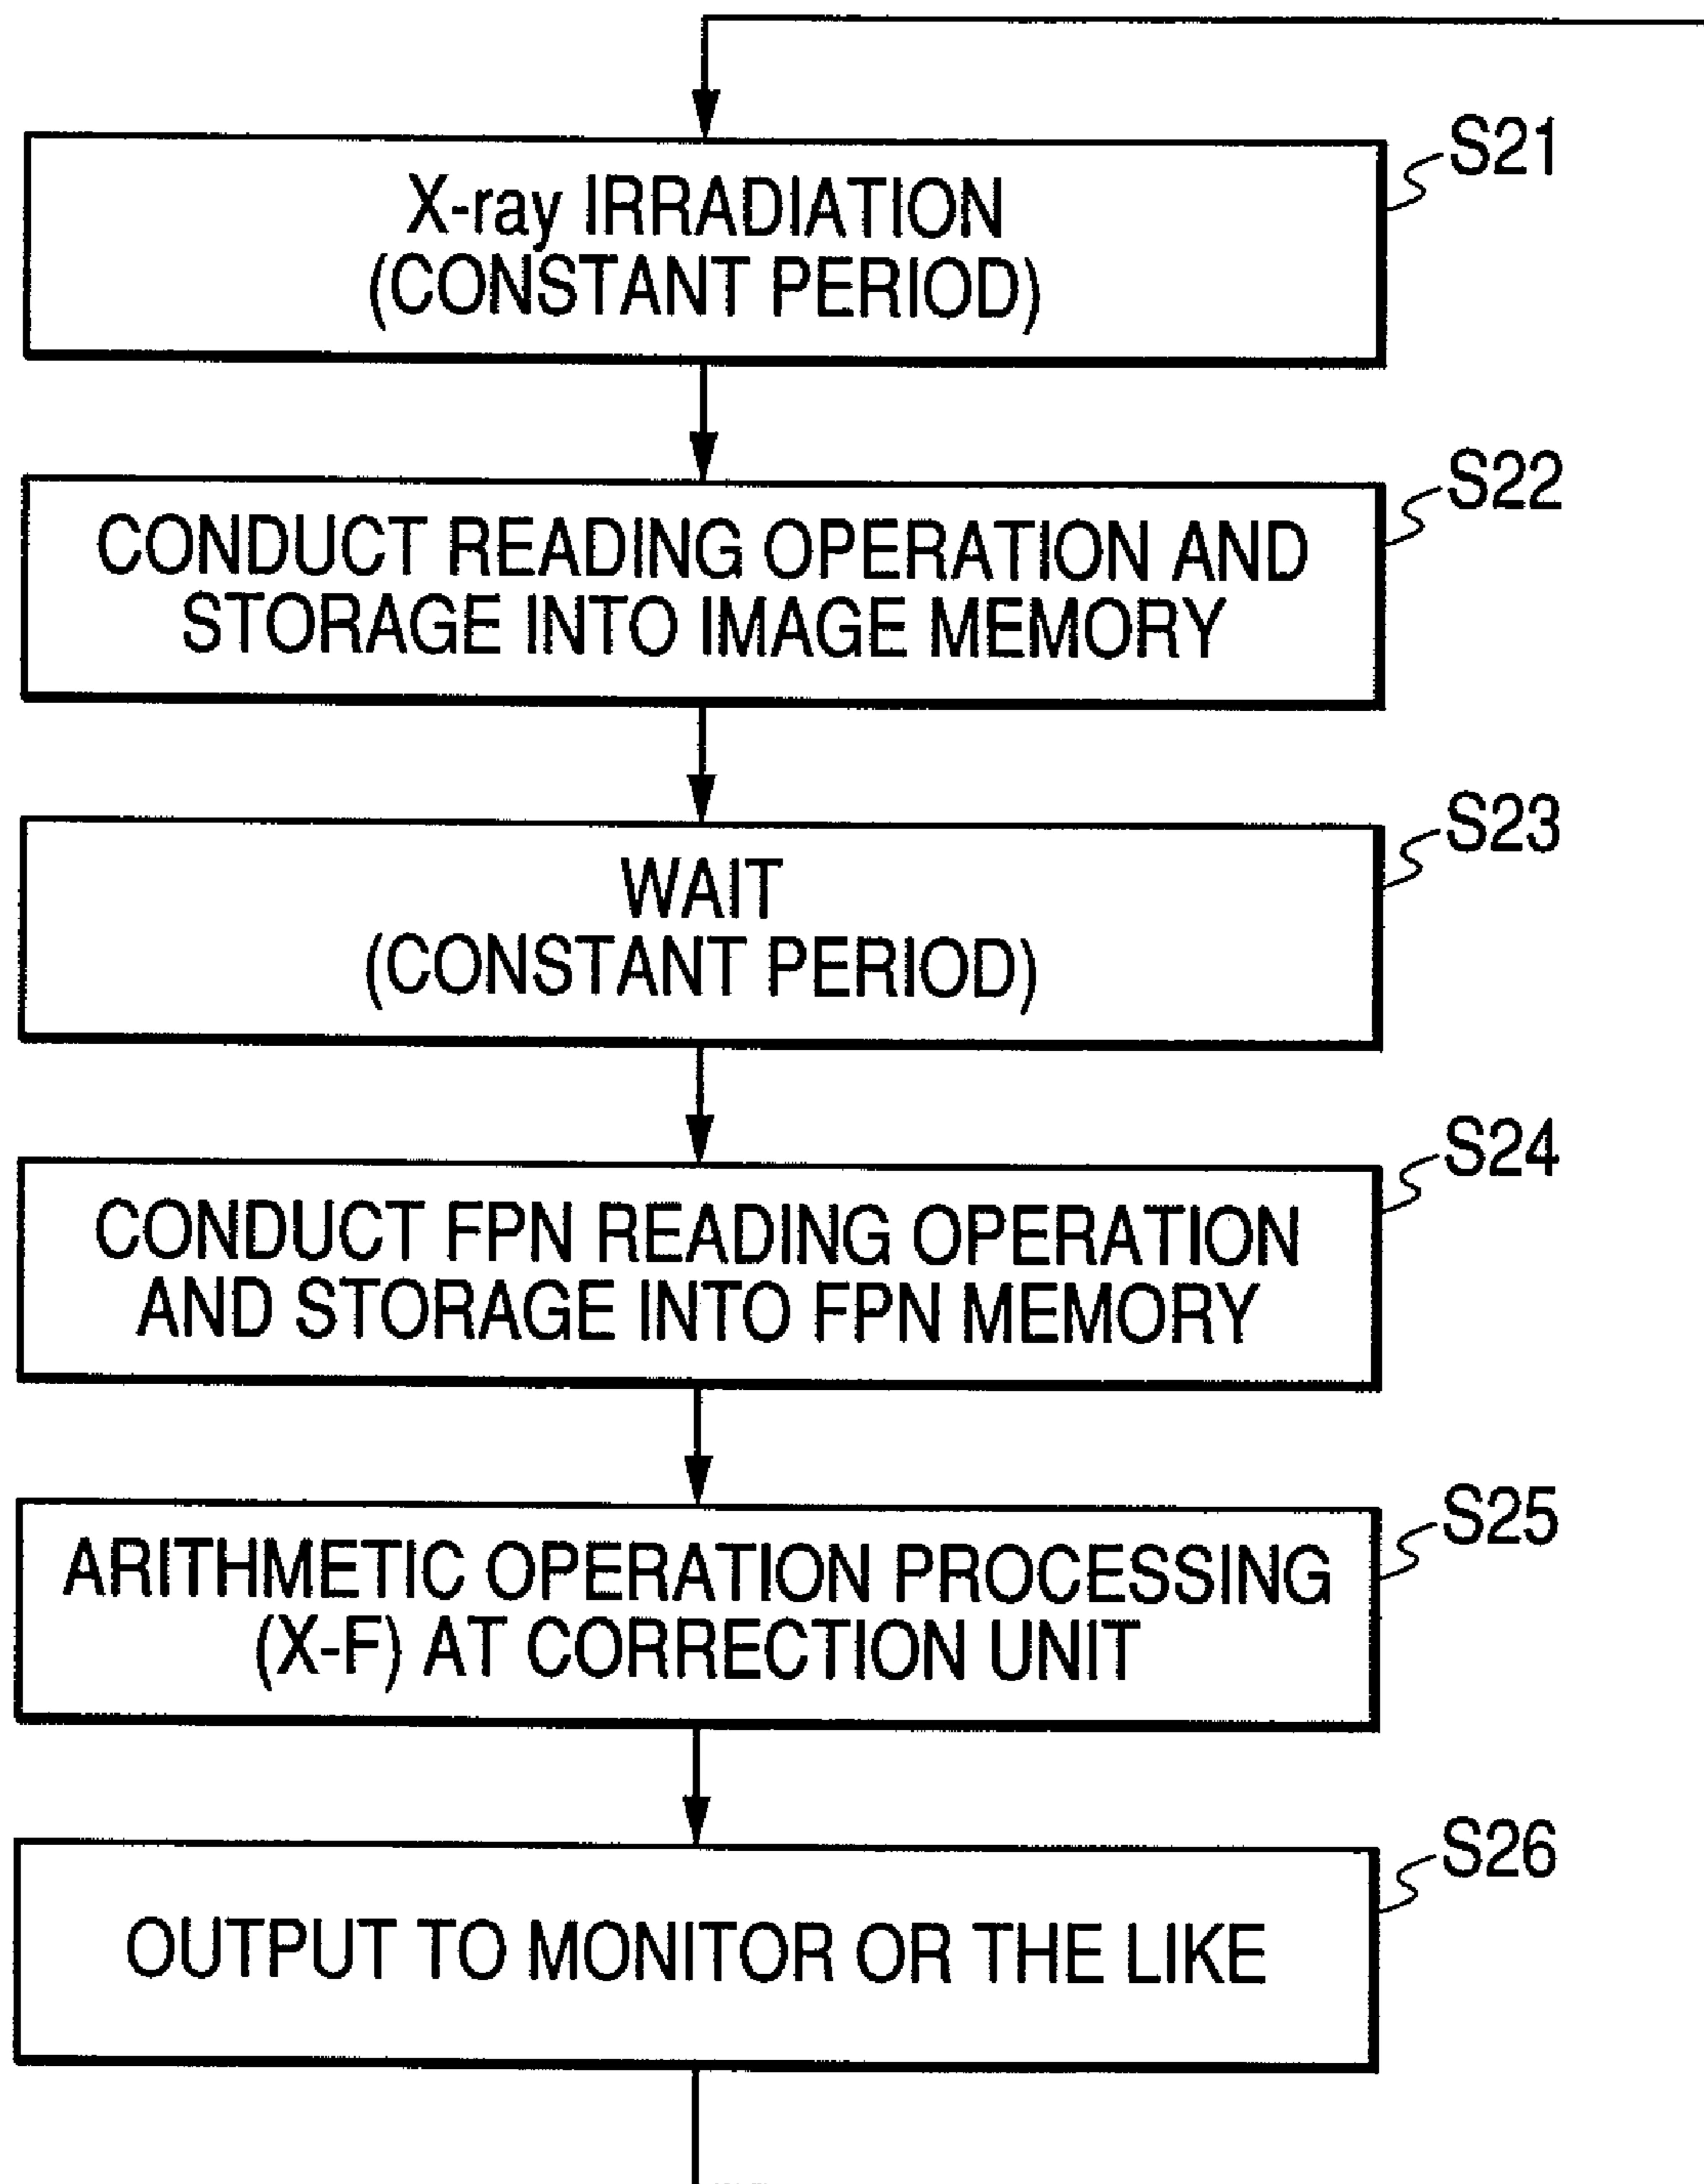 S21
X-ray IRRADIATION
(CONSTANT PERIOD)
S22
CONDUCT READING OPERATION AND
STORAGE INTO IMAGE MEMORY
S23
WAIT
(CONSTANT PERIOD)
S24
CONDUCT FPN READING OPERATION
AND STORAGE INTO FPN MEMORY
S25
ARITHMETIC OPERATION PROCESSING
(X-F) AT CORRECTION UNIT
S26
OUTPUT TO MONITOR OR THE LIKE